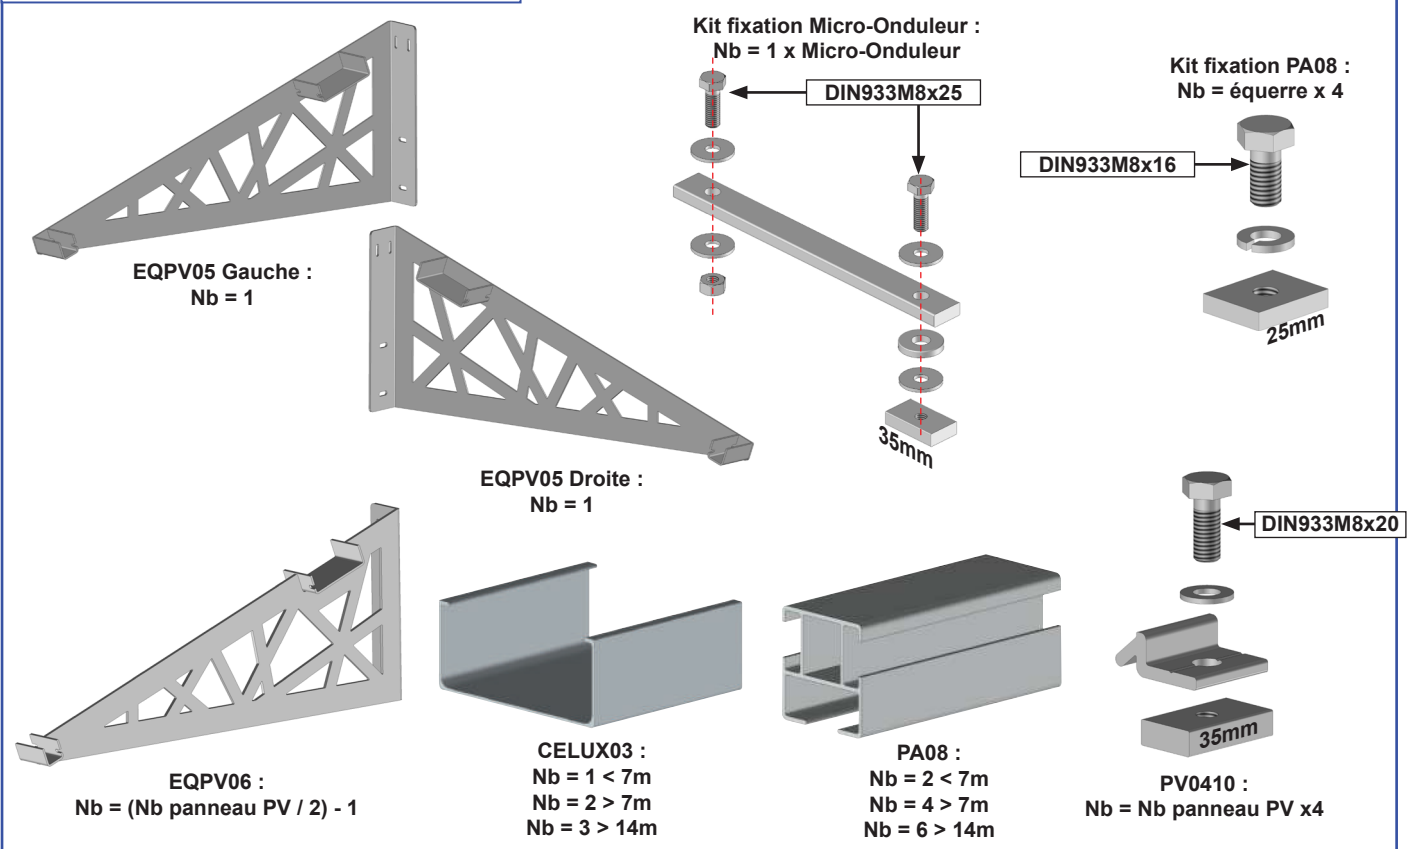 Kit fixation Micro-Onduleur :
Nb = 1 x Micro-Onduleur
DIN933M8x25
Kit fixation PA08 :
Nb = équerre x 4
DIN933M8x16
25mm
EQPV05 Gauche :
Nb = 1
35mm
EQPV05 Droite :
Nb = 1
DIN933M8x20
35mm
EQPV06 :
Nb = (Nb panneau PV / 2) - 1
CELUX03 :
Nb = 1 < 7m
Nb = 2 > 7m
Nb = 3 > 14m
PA08 :
Nb = 2 < 7m
Nb = 4 > 7m
Nb = 6 > 14m
PV0410 :
Nb = Nb panneau PV x4